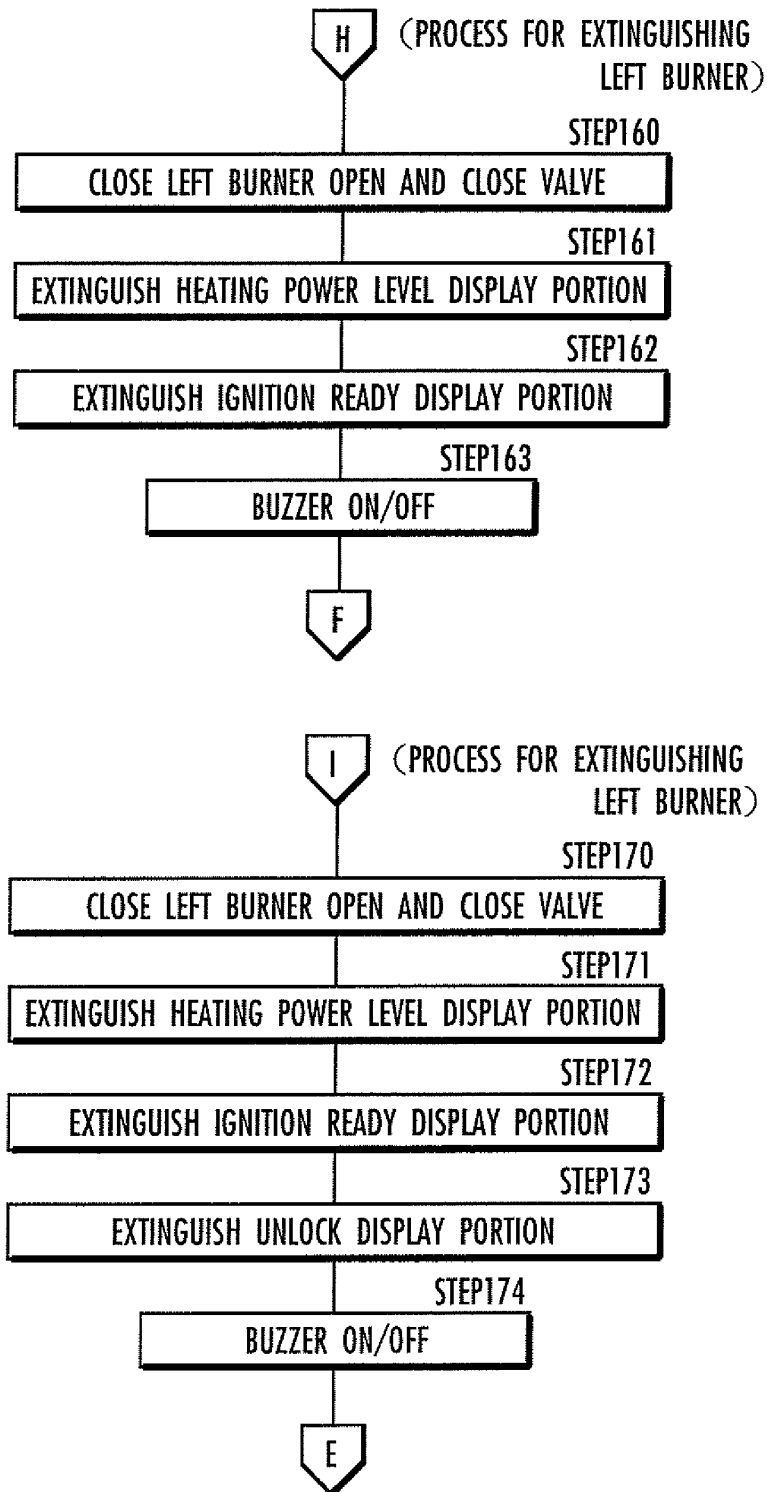 H (PROCESS FOR EXTINGUISHING
LEFT BURNER)
STEP160
CLOSE LEFT BURNER OPEN AND CLOSE VALVE
STEP161
EXTINGUISH HEATING POWER LEVEL DISPLAY PORTION
STEP162
EXTINGUISH IGNITION READY DISPLAY PORTION
STEP163
BUZZER ON/OFF
F
I (PROCESS FOR EXTINGUISHING
LEFT BURNER)
STEP170
CLOSE LEFT BURNER OPEN AND CLOSE VALVE
STEP171
EXTINGUISH HEATING POWER LEVEL DISPLAY PORTION
STEP172
EXTINGUISH IGNITION READY DISPLAY PORTION
STEP173
EXTINGUISH UNLOCK DISPLAY PORTION
STEP174
BUZZER ON/OFF
E